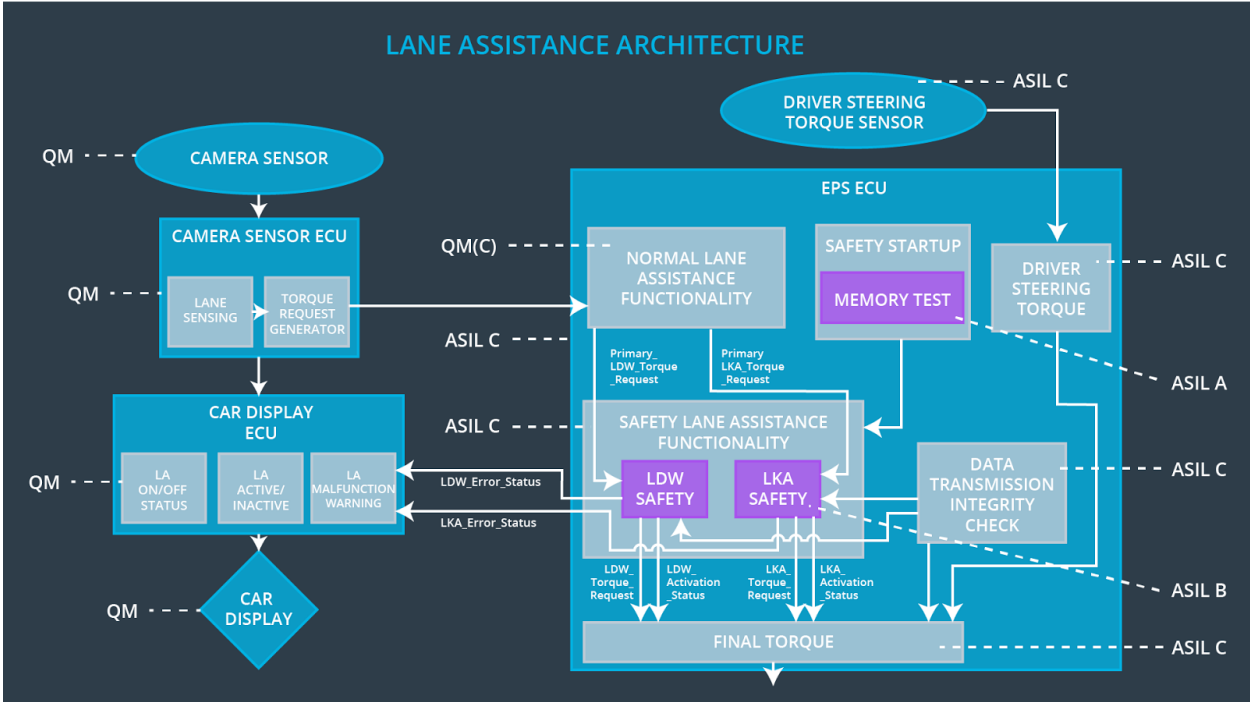 LANE ASSISTANCE ARCHITECTURE
ASIL C
DRIVER STEERING
TORQUE SENSOR
QM
CAMERA SENSOR
EPS ECU
CAMERA SENSOR ECU
QM
LANE
SENSING
TORQUE
REQUEST
GENERATOR
QM(C)
NORMAL LANE
ASSISTANCE
FUNCTIONALITY
SAFETY STARTUP
MEMORY TEST
DRIVER
STEERING
TORQUE
ASIL C
ASIL C
Primary_
LDW_Torque
_Request
Primary
LKA_Torque
_Request
ASIL A
CAR DISPLAY
ECU
QM
LA
ON/OFF
STATUS
LA
ACTIVE/
INACTIVE
LA
MALFUNCTION
WARNING
ASIL C
SAFETY LANE ASSISTANCE
FUNCTIONALITY
LDW
SAFETY
LKA
SAFETY
DATA
TRANSMISSION
INTEGRITY
CHECK
ASIL C
LDW_Error_Status
LKA_Error_Status
LDW_
Torque_
Request
LDW_
Activation
_Status
LKA_
Torque_
Request
LKA_
Activation
_Status
ASIL B
QM
CAR
DISPLAY
FINAL TORQUE
ASIL C